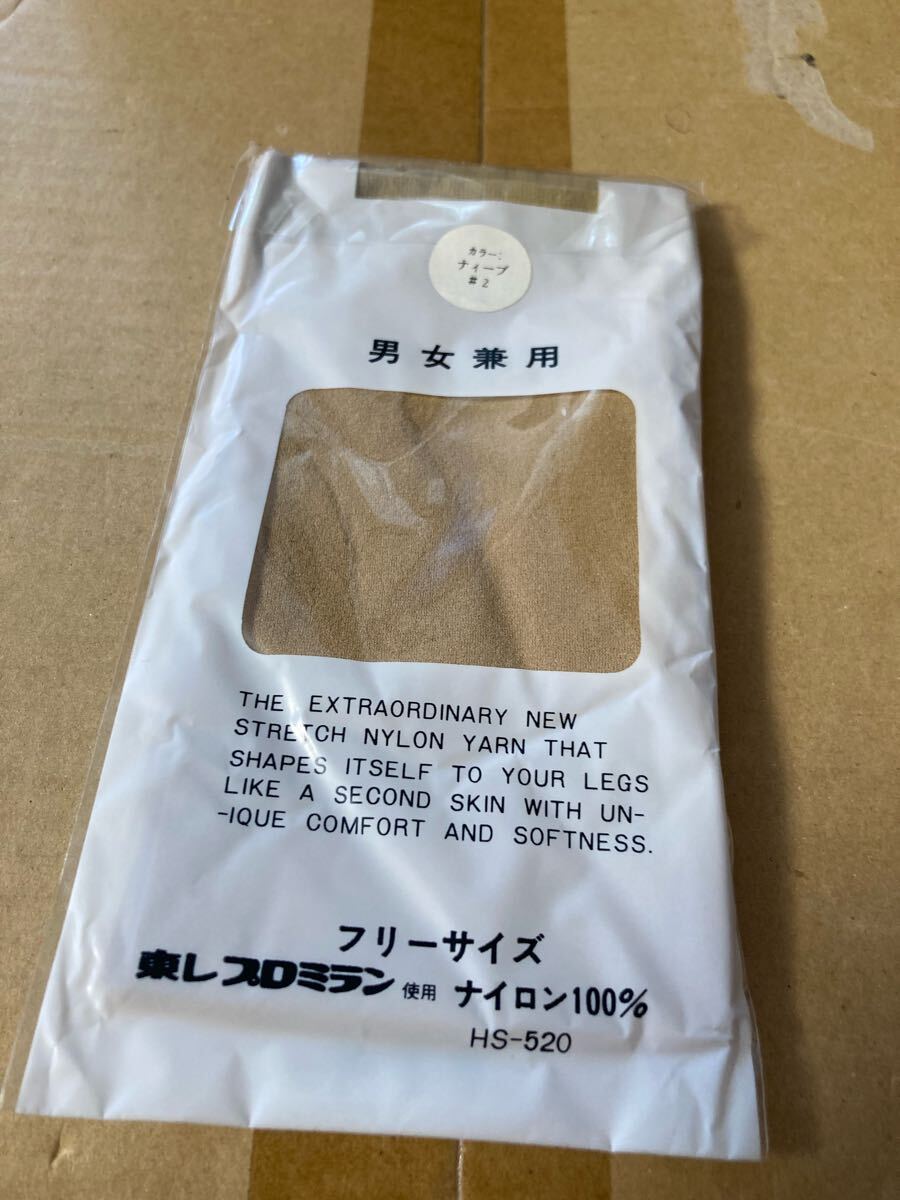 カラー:
ナイーブ
#2
男女兼用
THE EXTRAORDINARY NEW
STRETCH NYLON YARN THAT
SHAPES ITSELF TO YOUR LEGS
LIKE A SECOND SKIN WITH UN-
-IQUE COMFORT AND SOFTNESS.
フリーサイズ
東レプロミラン 使用 ナイロン100%
HS-520